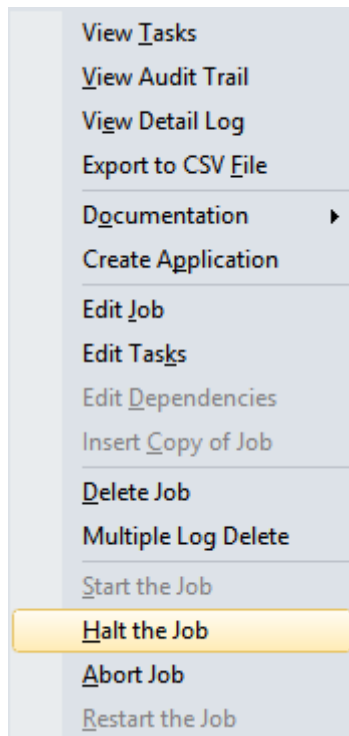 View Tasks
View Audit Trail
View Detail Log
Export to CSV File
Documentation
Create Application
Edit Job
Edit Tasks
Edit Dependencies
Insert Copy of Job
Delete Job
Multiple Log Delete
Start the Job
Halt the Job
Abort Job
Restart the Job